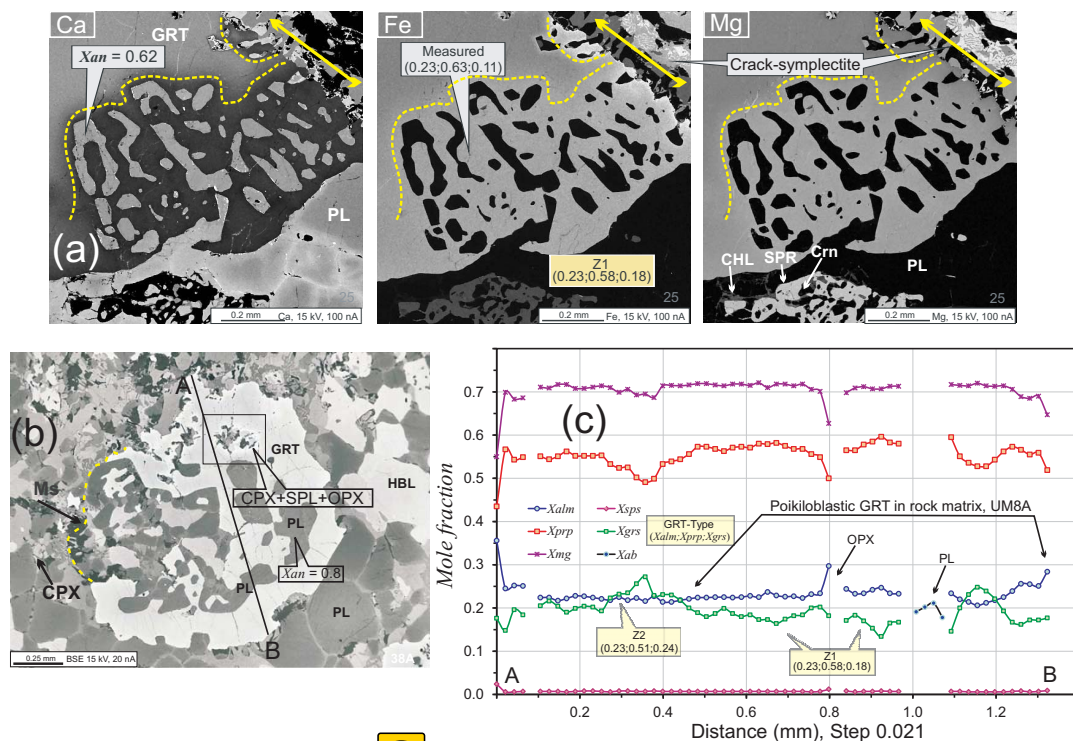 Ca
GRT
Xan = 0.62
PL
(a)
25
0.2 mm
Ca, 15 kV, 100 nA
Fe
Measured
(0.23;0.63;0.11)
Z1
(0.23;0.58;0.18)
25
0.2 mm
Fe, 15 kV, 100 nA
Mg
Crack-symplectite
CHL
SPR
Crn
PL
25
0.2 mm
Mg, 15 kV, 100 nA
(b)
A
GRT
HBL
Ms
CPX+SPL+OPX
PL
Xan = 0.8
CPX
PL
PL
B
0.25 mm
BSE 15 kV, 20 nA
38A
(c)
Mole fraction
0.7
0.6
0.5
0.4
0.3
0.2
0.1
0.0
Xalm
Xsps
Xprp
Xgrs
Xmg
Xab
GRT-Type
(Xalm;Xprp;Xgrs)
Poikiloblastic GRT in rock matrix, UM8A
OPX
PL
Z2
(0.23;0.51;0.24)
Z1
(0.23;0.58;0.18)
A
B
0.2
0.4
0.6
0.8
1.0
1.2
Distance (mm), Step 0.021